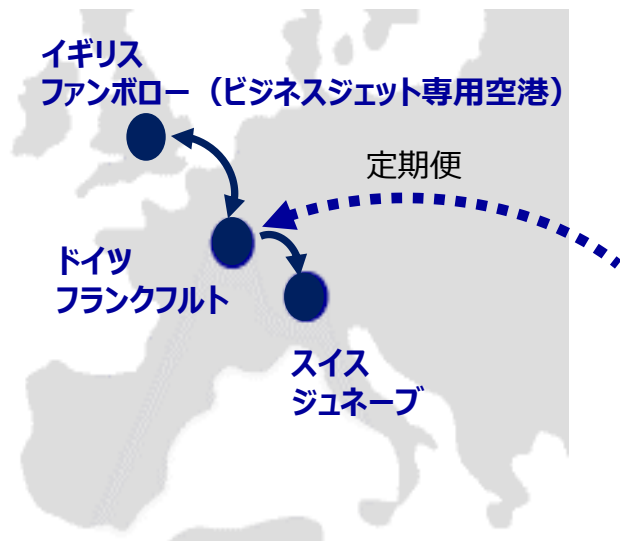 イギリス
ファンボロー（ビジネスジェット専用空港）
定期便
ドイツ
フランクフルト
スイス
ジュネーブ